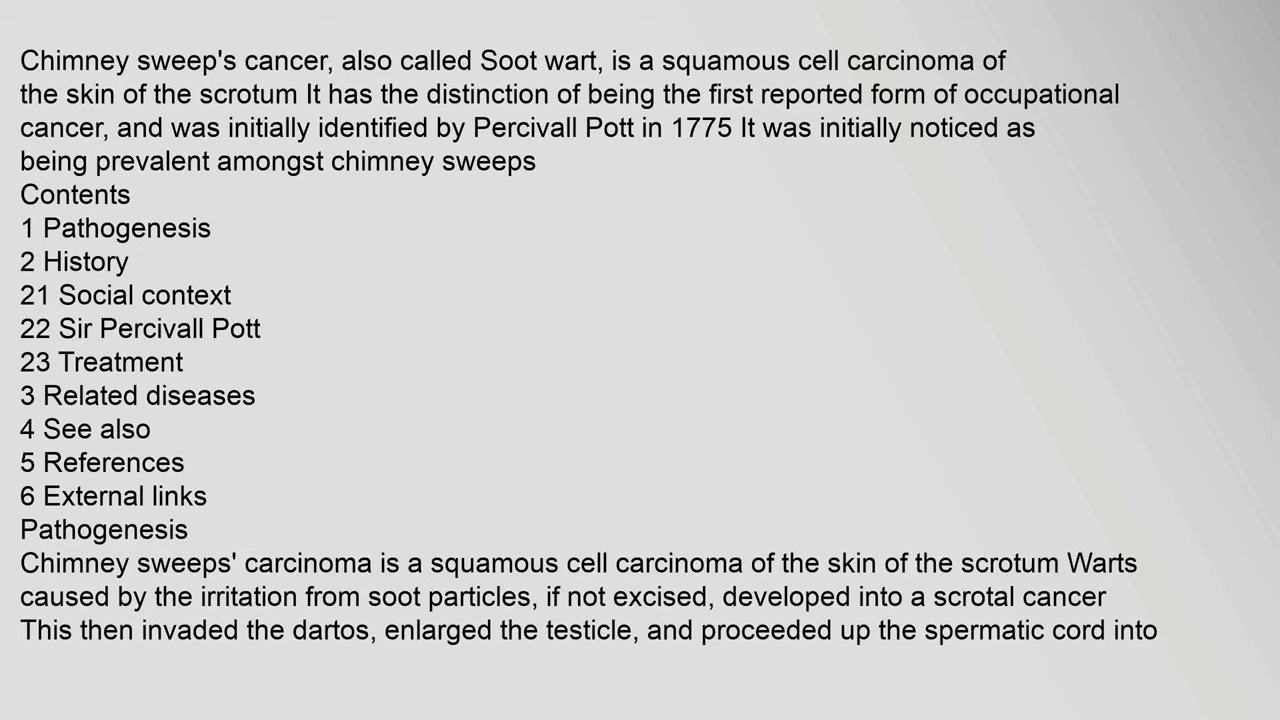 Chimney sweep's cancer, also called Soot wart, is a squamous cell carcinoma of
the skin of the scrotum It has the distinction of being the first reported form of occupational
cancer, and was initially identified by Percivall Pott in 1775 It was initially noticed as
being prevalent amongst chimney sweeps
Contents
1 Pathogenesis
2 History
21 Social context
22 Sir Percivall Pott
23 Treatment
3 Related diseases
4 See also
5 References
6 External links
Pathogenesis
Chimney sweeps' carcinoma is a squamous cell carcinoma of the skin of the scrotum Warts
caused by the irritation from soot particles, if not excised, developed into a scrotal cancer
This then invaded the dartos, enlarged the testicle, and proceeded up the spermatic cord into